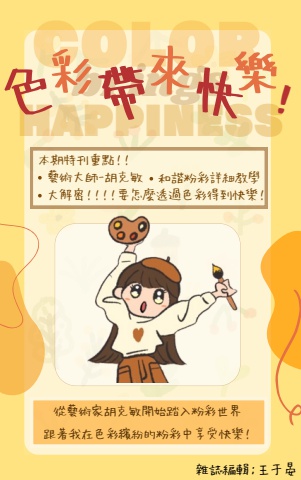 COLOR
HAPPINESS
色彩帶來快樂!
本期特刊重點!!
• 藝術大師-胡克敏 • 和諧粉彩詳細教學
• 大解密!!!!要怎麼透過色彩得到快樂!
從藝術家胡克敏開始踏入粉彩世界
跟著我在色彩繽紛的粉彩中享受快樂!
雜誌編輯;王子晏